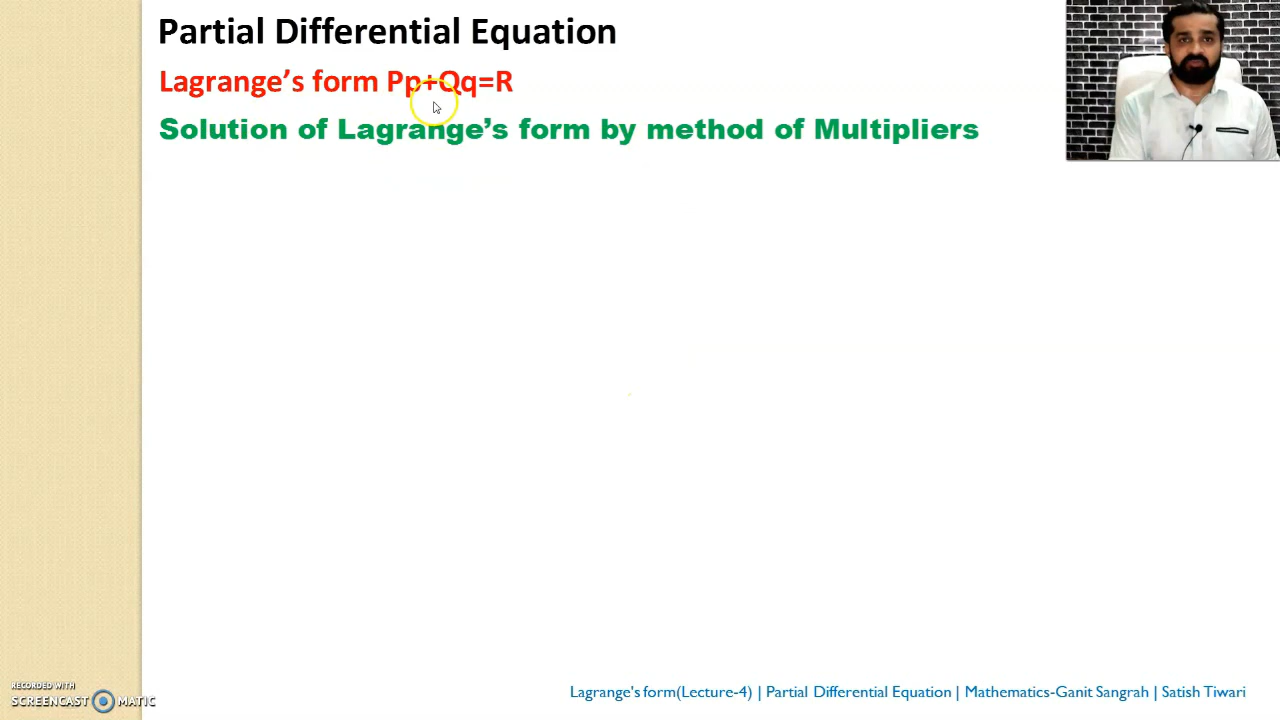 Partial Differential Equation
Lagrange's form Pp+Qq=R
Solution of Lagrange's form by method of Multipliers
RECORDED WITH
SCREENCAST MATIC
Lagrange's form(Lecture-4) | Partial Differential Equation | Mathematics-Ganit Sangrah | Satish Tiwari